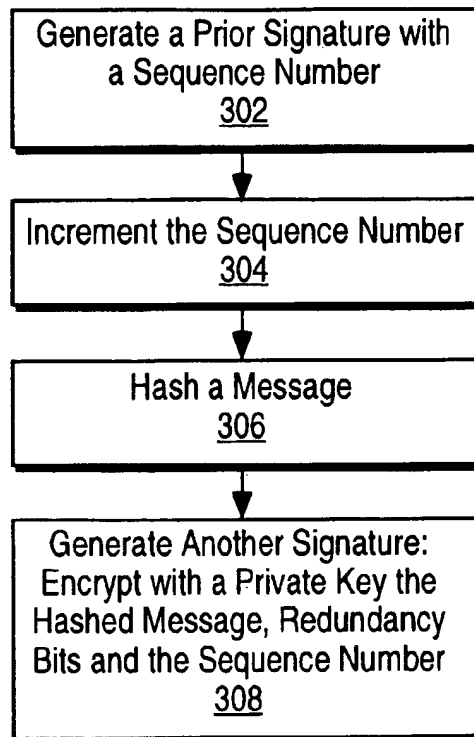 Generate a Prior Signature with
a Sequence Number
302
Increment the Sequence Number
304
Hash a Message
306
Generate Another Signature:
Encrypt with a Private Key the
Hashed Message, Redundancy
Bits and the Sequence Number
308